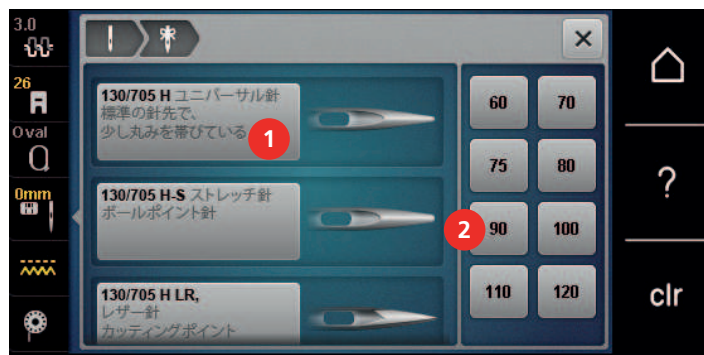 3.0
26
Oval
0mm
130/705 H ユニバーサル針
標準の針先で、
少し丸みを帯びている
1
130/705 H-S ストレッチ針
ボールポイント針
130/705 H LR,
レザー針
カッティングポイント
2
60 70
75 80
90 100
110 120
?
clr